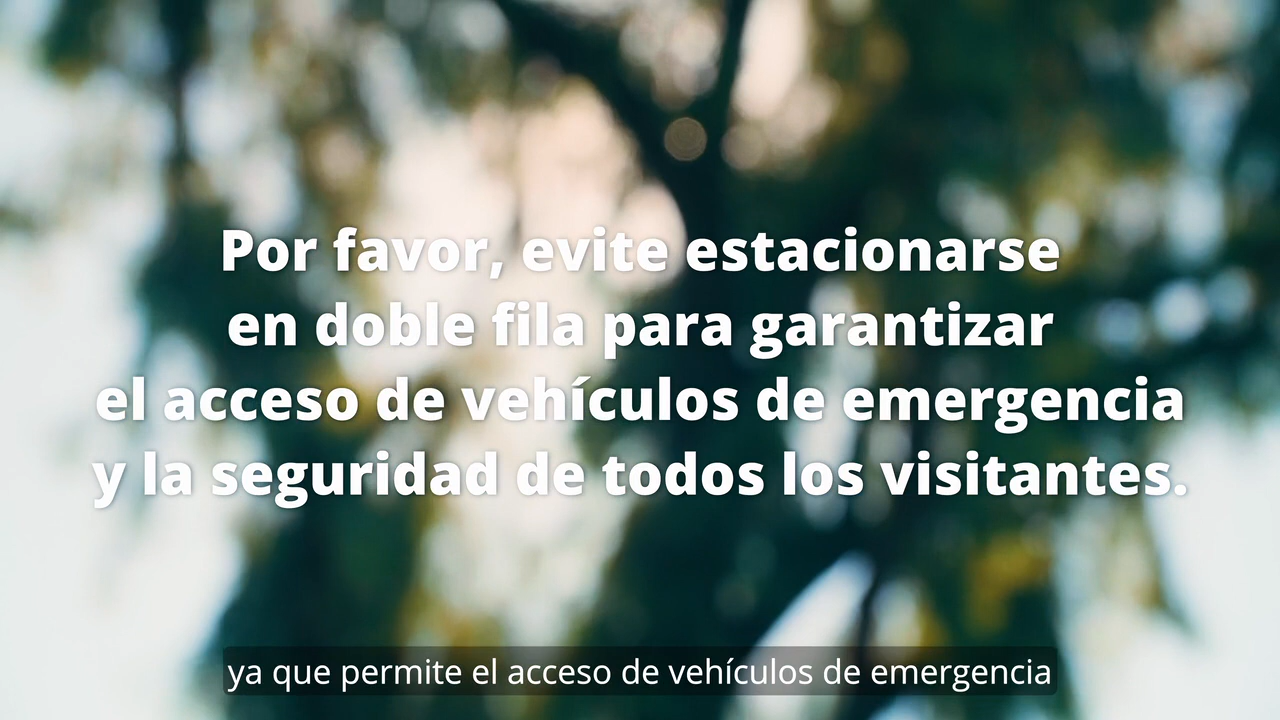 Por favor, evite estacionarse
en doble fila para garantizar
el acceso de vehículos de emergencia
y la seguridad de todos los visitantes.
ya que permite el acceso de vehículos de emergencia